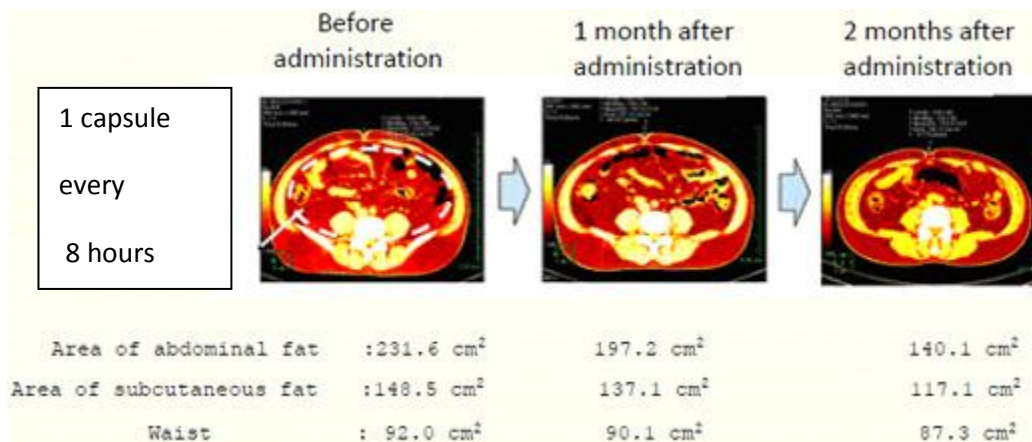 Before
administration
1 month after
administration
2 months after
administration
1 capsule
every
8 hours
Area of abdominal fat :231.6 cm² 197.2 cm² 140.1 cm²
Area of subcutaneous fat :148.5 cm² 137.1 cm² 117.1 cm²
Waist : 92.0 cm² 90.1 cm² 87.3 cm²